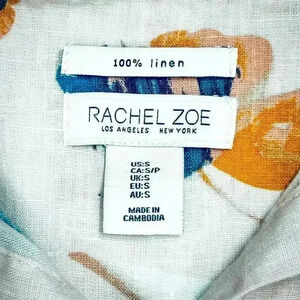 100% linen
RACHEL ZOE
LOS ANGELES NEW YORK
US:S
CA:S/P
UK:S
EU:S
AU:S
MADE IN
CAMBODIA